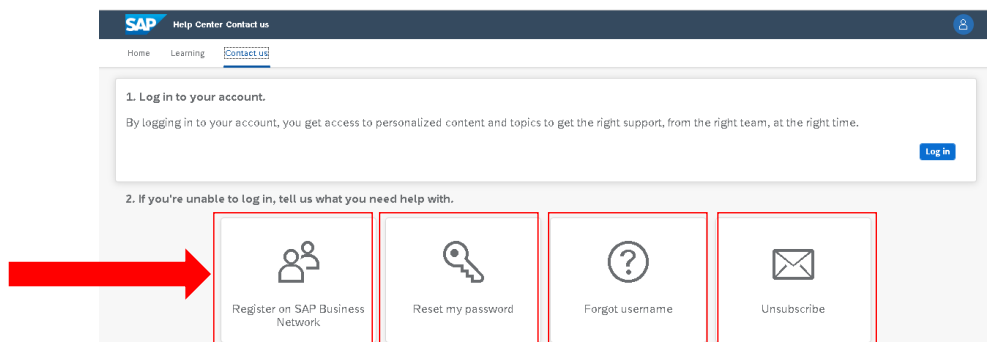 SAP Help Center Contact us
Home Learning Contact us
1. Log in to your account.
By logging in to your account, you get access to personalized content and topics to get the right support, from the right team, at the right time.
Log in
2. If you're unable to log in, tell us what you need help with.
Register on SAP Business
Network
Reset my password
Forgot username
Unsubscribe